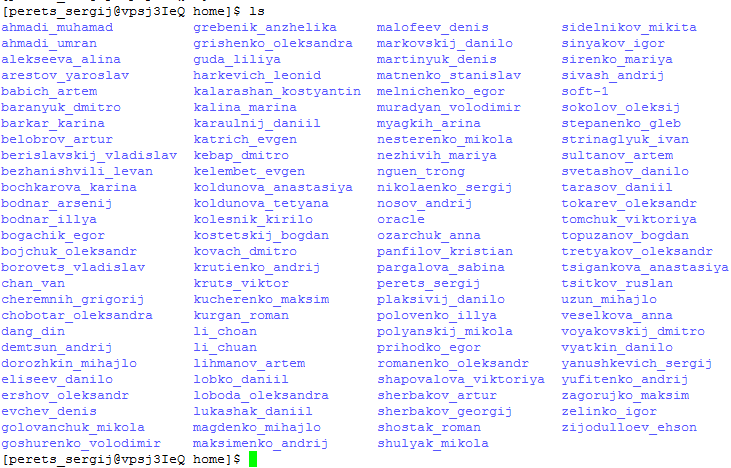 [perets_sergij@vpsj3IeQ home]$ ls
ahmadi_muhamad grebenik_anzhelika malofeev_denis sidelnikov_mikita
ahmadi_umran grishenko_oleksandra markovskij_danilo sinyakov_igor
alekseeva_alina guda_liliya martinyuk_denis sirenko_mariya
arestov_yaroslav harkevich_leonid matnenko_stanislav sivash_andrij
babich_artem kalarashan_kostyantin melnichenko_egor soft-1
baranyuk_dmitro kalina_marina muradyan_volodimir sokolov_oleksij
barkar_karina karaulnij_daniil myagkih_arina stepanenko_gleb
belobrov_artur katrich_evgen nesterenko_mikola strinaglyuk_ivan
berislavskij_vladislav kebap_dmitro nezhivih_mariya sultanov_artem
bezhanishvili_levan kelembet_evgen nguen_trong svetashov_danilo
bochkarova_karina koldunova_anastasiya nikolaenko_sergij tarasov_daniil
bodnar_arsenij koldunova_tetyana nosov_andrij tokarev_oleksandr
bodnar_illya kolesnik_kirilo oracle tomchuk_viktoriya
bogachik_egor kostetskij_bogdan ozarchuk_anna topuzanov_bogdan
bojchuk_oleksandr kovach_dmitro panfilov_kristian tretyakov_oleksandr
borovets_vladislav krutienko_andrij pargalova_sabina tsigankova_anastasiya
chan_van kruts_viktor perets_sergij tsitkov_ruslan
cheremnih_grigorij kucherenko_maksim plaksivij_danilo uzun_mihajlo
chobotar_oleksandra kurgan_roman polovenko_illya veselkova_anna
dang_din li_choan polyanskij_mikola voyakovskij_dmitro
demtsun_andrij li_chuan prihodko_egor vyatkin_danilo
dorozhkin_mihajlo lihmanov_artem romanenko_oleksandr yanushkevich_sergij
eliseev_danilo lobko_daniil shapovalova_viktoriya yufitenko_andrij
ershov_oleksandr loboda_oleksandra sherbakov_artur zagorujko_maksim
evchev_denis lukashak_daniil sherbakov_georgij zelinko_igor
golovanchuk_mikola magdenko_mihajlo shostak_roman zijodulloev_ehson
goshurenko_volodimir maksimenko_andrij shulyak_mikola
[perets_sergij@vpsj3IeQ home]$